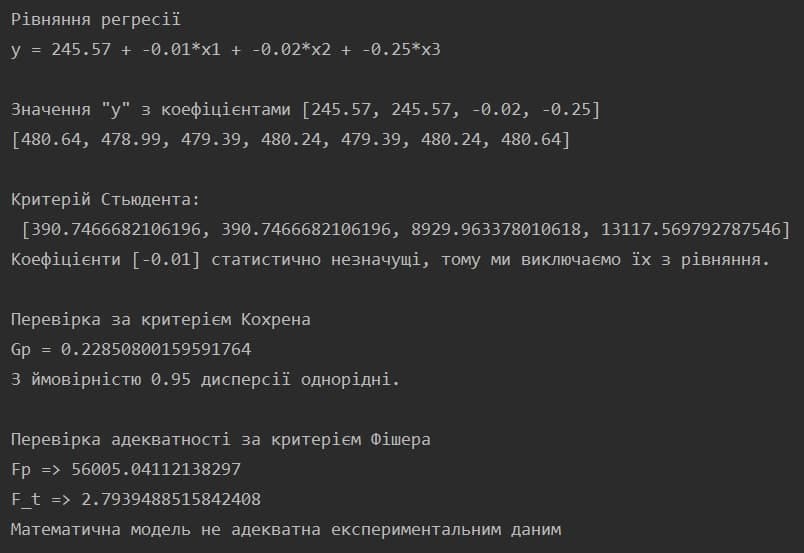 Рівняння регресії
y = 245.57 + -0.01*x1 + -0.02*x2 + -0.25*x3
Значення "y" з коефіцієнтами [245.57, 245.57, -0.02, -0.25]
[480.64, 478.99, 479.39, 480.24, 479.39, 480.24, 480.64]
Критерій Стьюдента:
[390.7466682106196, 390.7466682106196, 8929.963378010618, 13117.569792787546]
Коефіцієнти [-0.01] статистично незначущі, тому ми виключаємо їх з рівняння.
Перевірка за критерієм Кохрена
Gp = 0.22850800159591764
З ймовірністю 0.95 дисперсії однорідні.
Перевірка адекватності за критерієм Фішера
Fp => 56005.04112138297
F_t => 2.7939488515842408
Математична модель не адекватна експериментальним даним